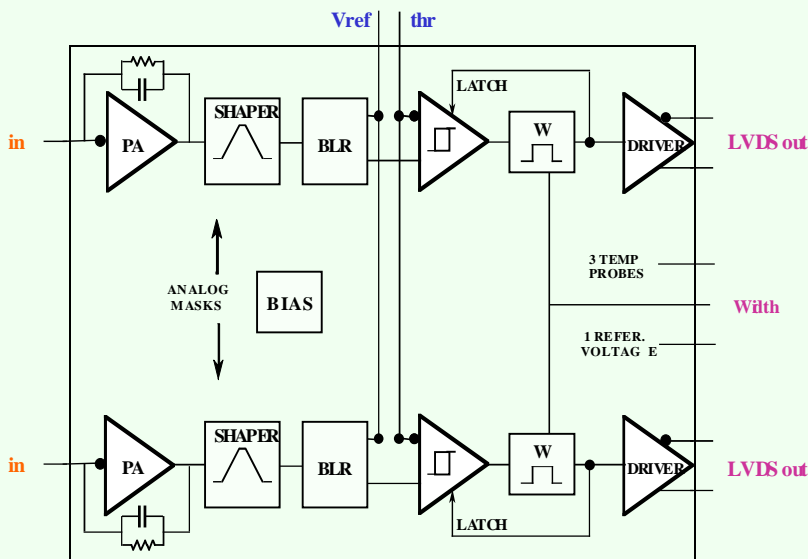 Vref thr
LATCH
SHAPER
W
in
PA
BLR
DRIVER
LVDS out
3 TEMP
PROBES
ANALOG
MASKS
BIAS
Width
1 REFER.
VOLTAG E
SHAPER
W
in
PA
BLR
DRIVER
LVDS out
LATCH